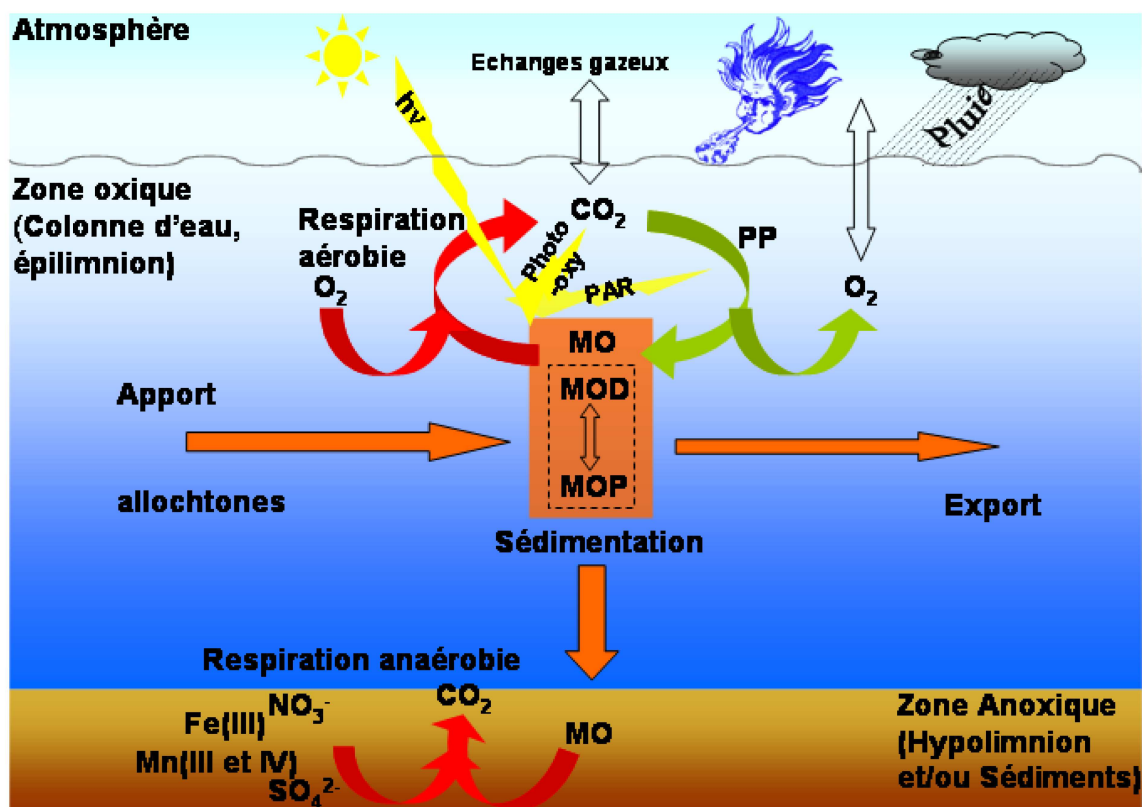 Atmosphère
Echanges gazeux
hν
Pluie
Zone oxique
(Colonne d'eau,
épilimnion)
Respiration
aérobie
O₂
CO₂
Photo
-oxy
PAR
PP
O₂
MO
MOD
MOP
Apport
allochtones
Export
Sédimentation
Respiration anaérobie
CO₂
NO₃⁻
Fe(III)
Mn(III et IV)
SO₄²⁻
MO
Zone Anoxique
(Hypolimnion
et/ou Sédiments)